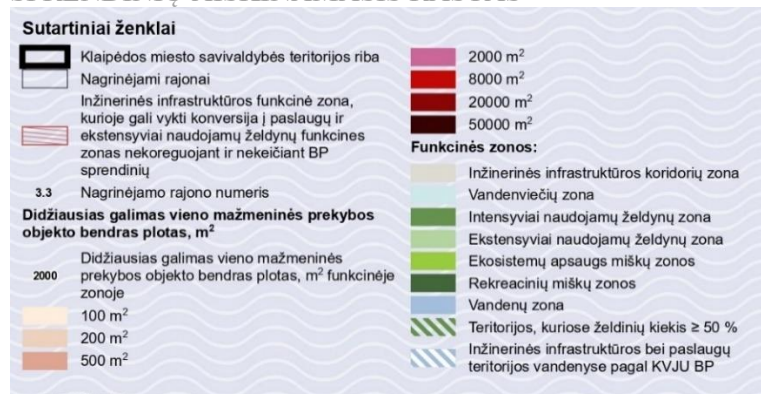 Sutartiniai ženklai
Klaipėdos miesto savivaldybės teritorijos riba
Nagrinėjami rajonai
Inžinerinės infrastruktūros funkcinė zona,
kurioje gali vykti konversija į paslaugų ir
ekstensyviai naudojamų želdynų funkcines
zonas nekoreguojant ir nekeičiant BP
sprendinių
3.3 Nagrinėjamo rajono numeris
Didžiausias galimas vieno mažmeninės prekybos
objekto bendras plotas, m²
Didžiausias galimas vieno mažmeninės
2000 prekybos objekto bendras plotas, m² funkcinėje
zonoje
100 m²
200 m²
500 m²
2000 m²
8000 m²
20000 m²
50000 m²
Funkcinės zonos:
Inžinerinės infrastruktūros koridorių zona
Vandenviečių zona
Intensyviai naudojamų želdynų zona
Ekstensyviai naudojamų želdynų zona
Ekosistemų apsaugs miškų zonos
Rekreacinių miškų zonos
Vandenų zona
Teritorijos, kuriose želdinių kiekis ≥ 50 %
Inžinerinės infrastruktūros bei paslaugų
teritorijos vandenyse pagal KVJU BP